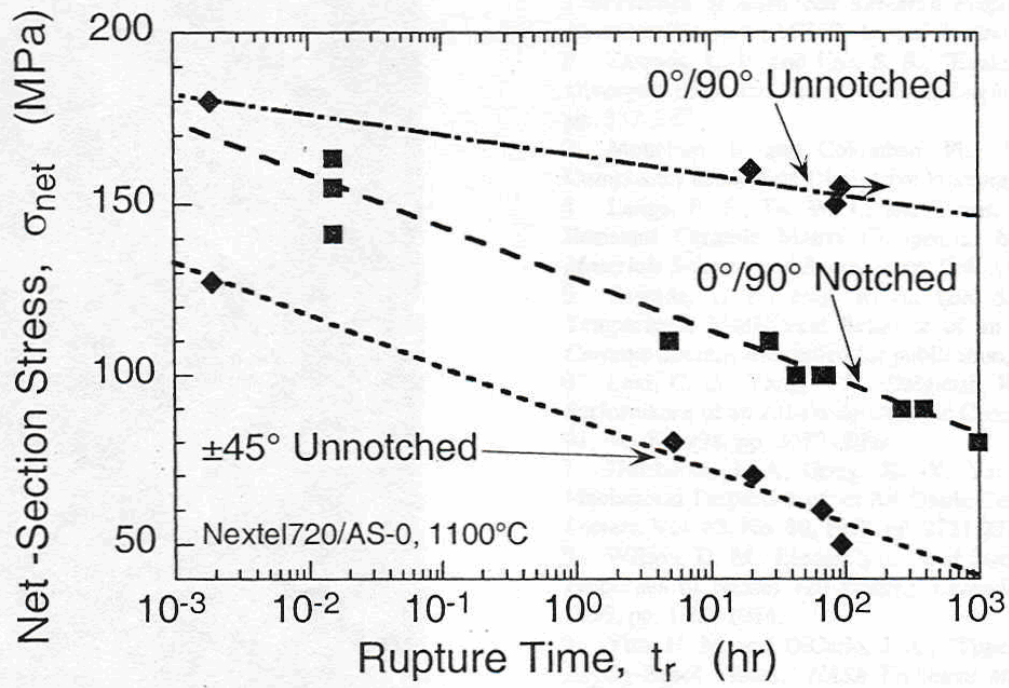 Net -Section Stress, σnet (MPa)
200
150
100
50
0°/90° Unnotched
0°/90° Notched
±45° Unnotched
Nextel720/AS-0, 1100°C
10-3
10-2
10-1
100
101
102
103
Rupture Time, tr (hr)